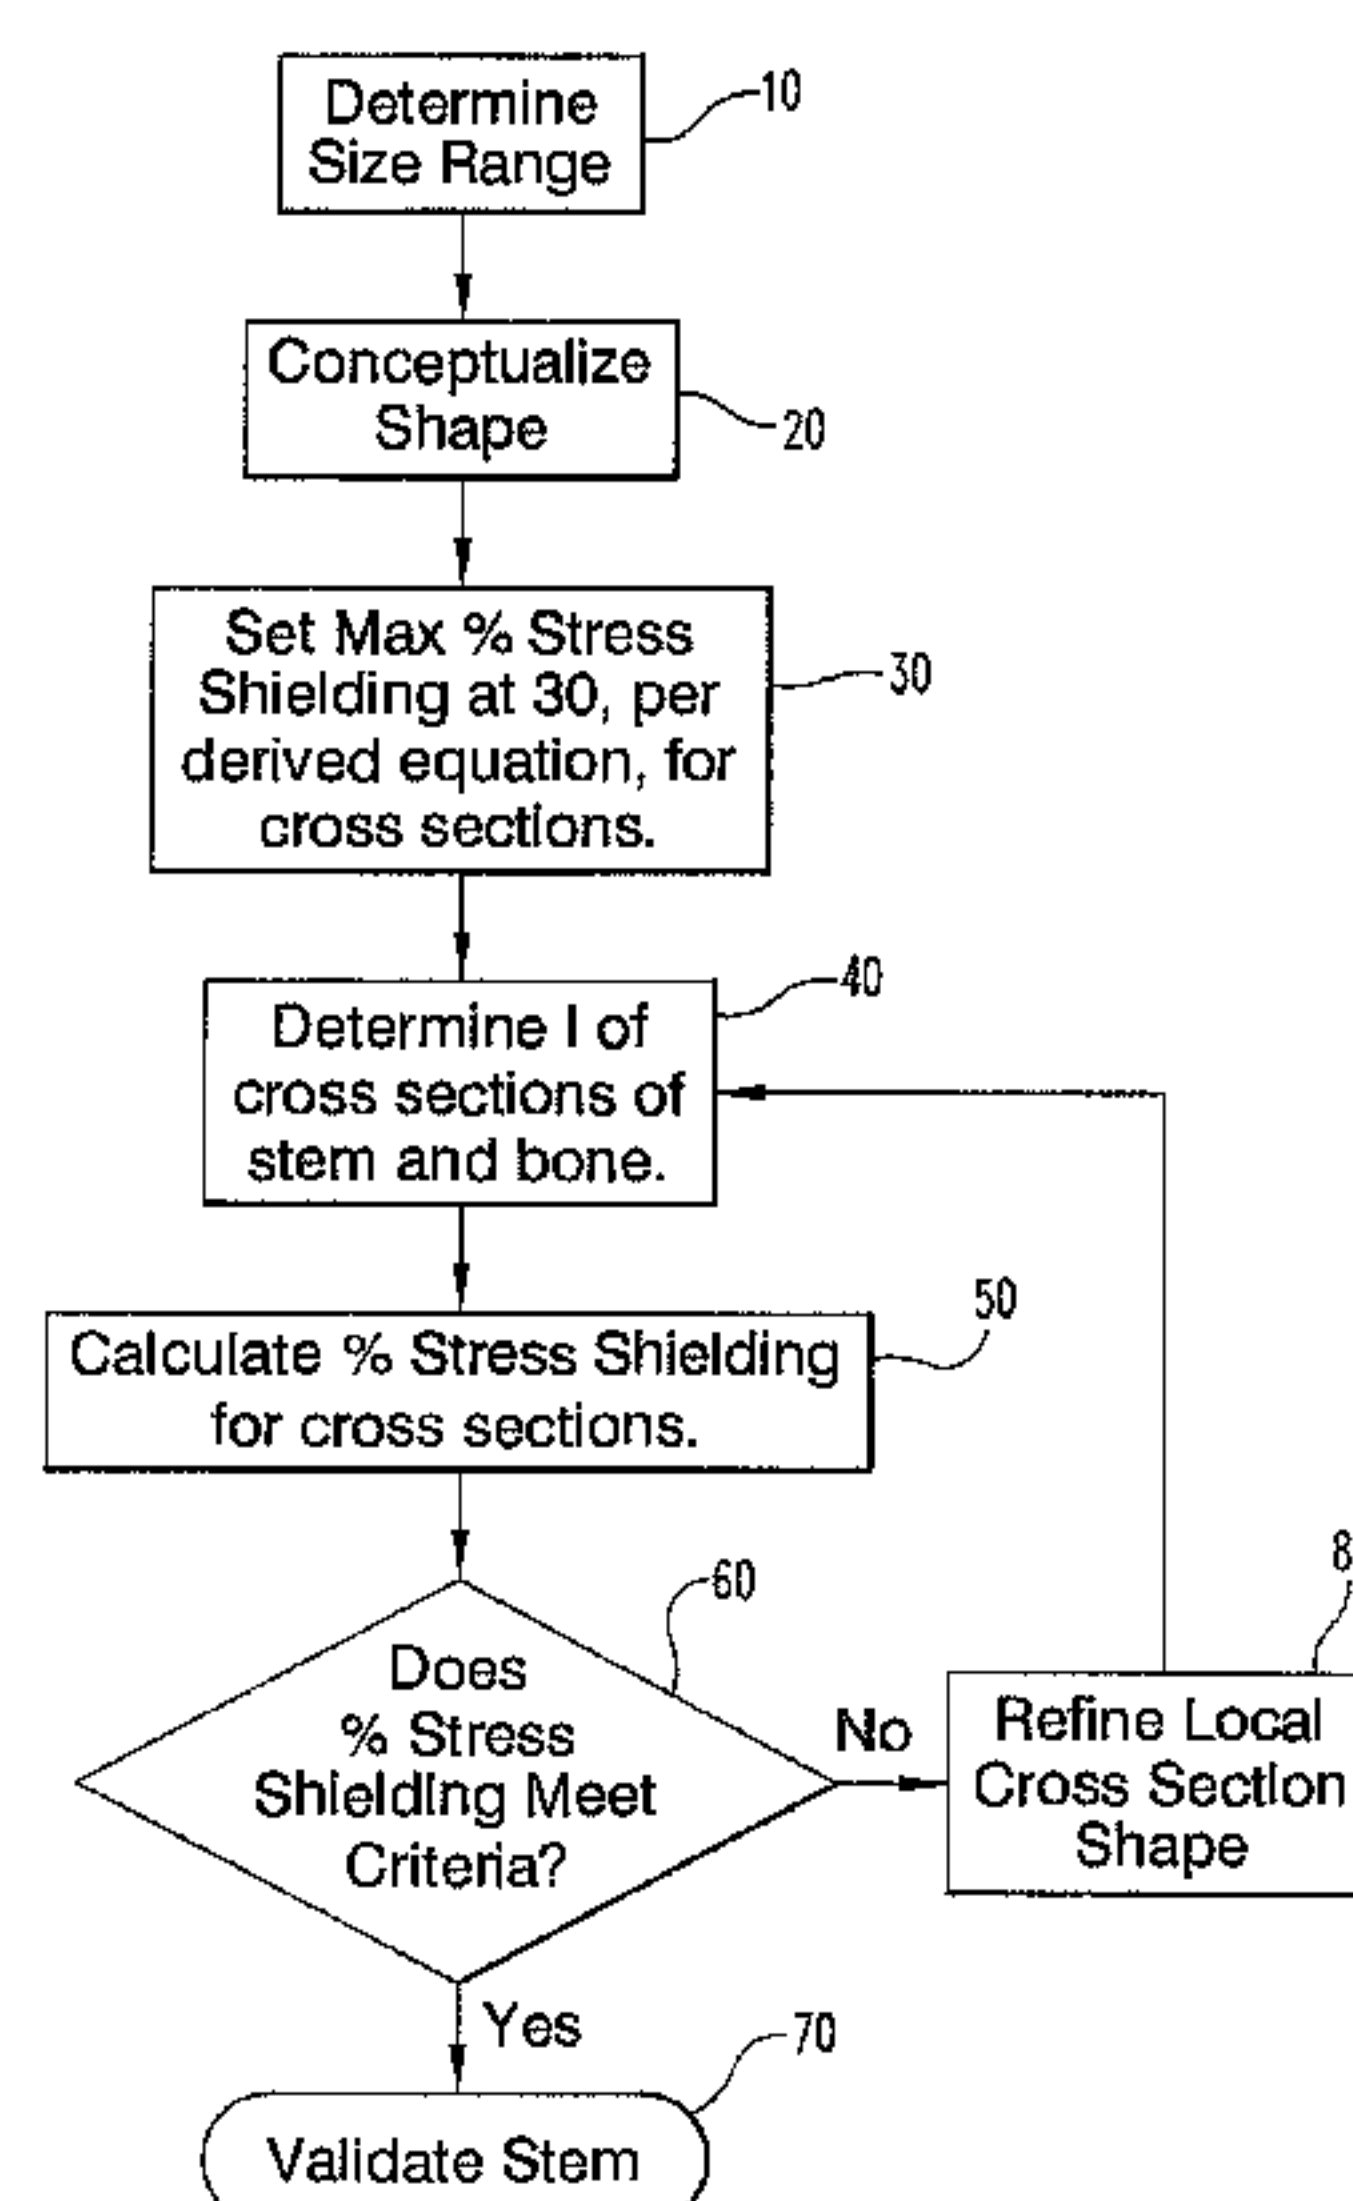 Determine
Size Range
10
Conceptualize
Shape
20
Set Max % Stress
Shielding at 30, per
derived equation, for
cross sections.
30
Determine I of
cross sections of
stem and bone.
40
Calculate % Stress Shielding
for cross sections.
50
Does
% Stress
Shielding Meet
Criteria?
60
No
Refine Local
Cross Section
Shape
8
Yes
Validate Stem
70